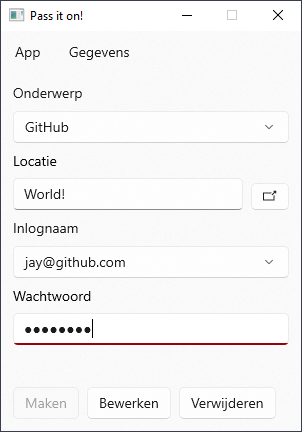 Pass it on!
App Gegevens
Onderwerp
GitHub
Locatie
World!
Inlognaam
jay@github.com
Wachtwoord
●●●●●●●●
Maken Bewerken Verwijderen